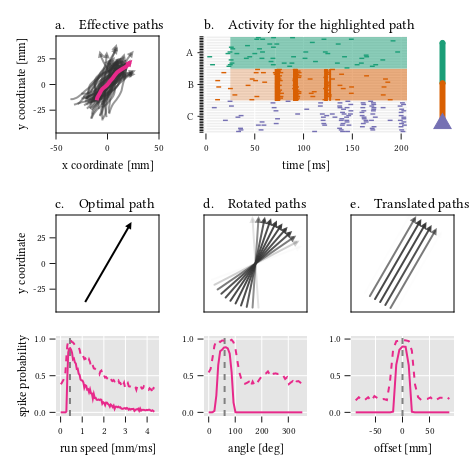 a. Effective paths
b. Activity for the highlighted path
y coordinate [mm]
25
0
-25
-50
0
50
x coordinate [mm]
A
B
C
0
50
100
150
200
time [ms]
c. Optimal path
d. Rotated paths
e. Translated paths
y coordinate
25
0
-25
spike probability
1.0
0.5
0.0
0
1
2
3
4
run speed [mm/ms]
1.0
0.5
0.0
0
100
200
300
angle [deg]
1.0
0.5
0.0
-50
0
50
offset [mm]